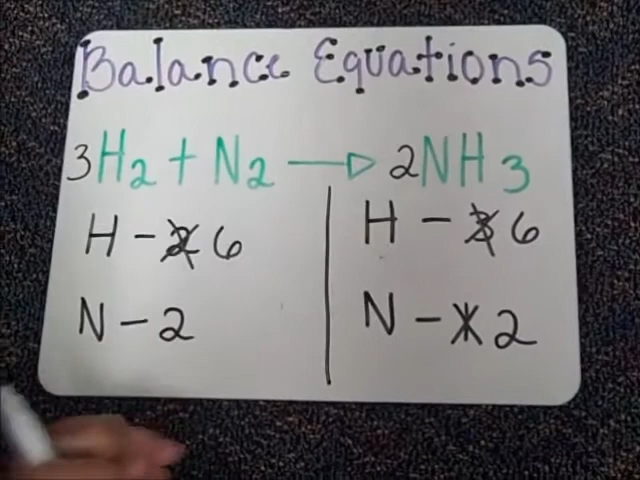 Balance Equations
3H₂ + N₂ → 2NH₃
H - 2 6
H - 3 6
N - 2
N - 1 2